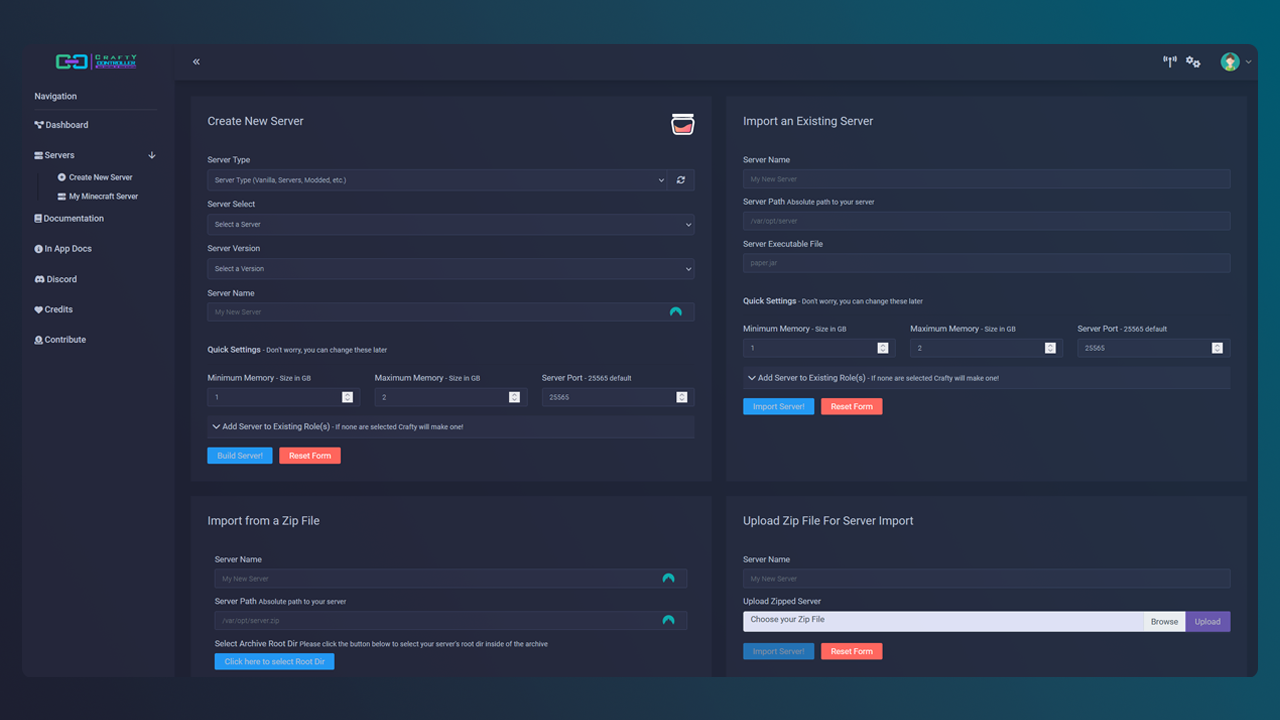 CRAFTY
CONTROLLER
Navigation
Dashboard
Servers
Create New Server
My Minecraft Server
Documentation
In App Docs
Discord
Credits
Contribute
Create New Server
Server Type
Server Type (Vanilla, Servers, Modded, etc.)
Server Select
Select a Server
Server Version
Select a Version
Server Name
My New Server
Quick Settings - Don't worry, you can change these later
Minimum Memory - Size in GB
Maximum Memory - Size in GB
Server Port - 25565 default
1
2
25565
Add Server to Existing Role(s) - If none are selected Crafty will make one!
Build Server!
Reset Form
Import an Existing Server
Server Name
My New Server
Server Path Absolute path to your server
/var/opt/server
Server Executable File
paper.jar
Quick Settings - Don't worry, you can change these later
Minimum Memory - Size in GB
Maximum Memory - Size in GB
Server Port - 25565 default
1
2
25565
Add Server to Existing Role(s) - If none are selected Crafty will make one!
Import Server!
Reset Form
Import from a Zip File
Server Name
My New Server
Server Path Absolute path to your server
/var/opt/server.zip
Select Archive Root Dir Please click the button below to select your server's root dir inside of the archive
Click here to select Root Dir
Upload Zip File For Server Import
Server Name
My New Server
Upload Zipped Server
Choose your Zip File
Browse
Upload
Import Server!
Reset Form